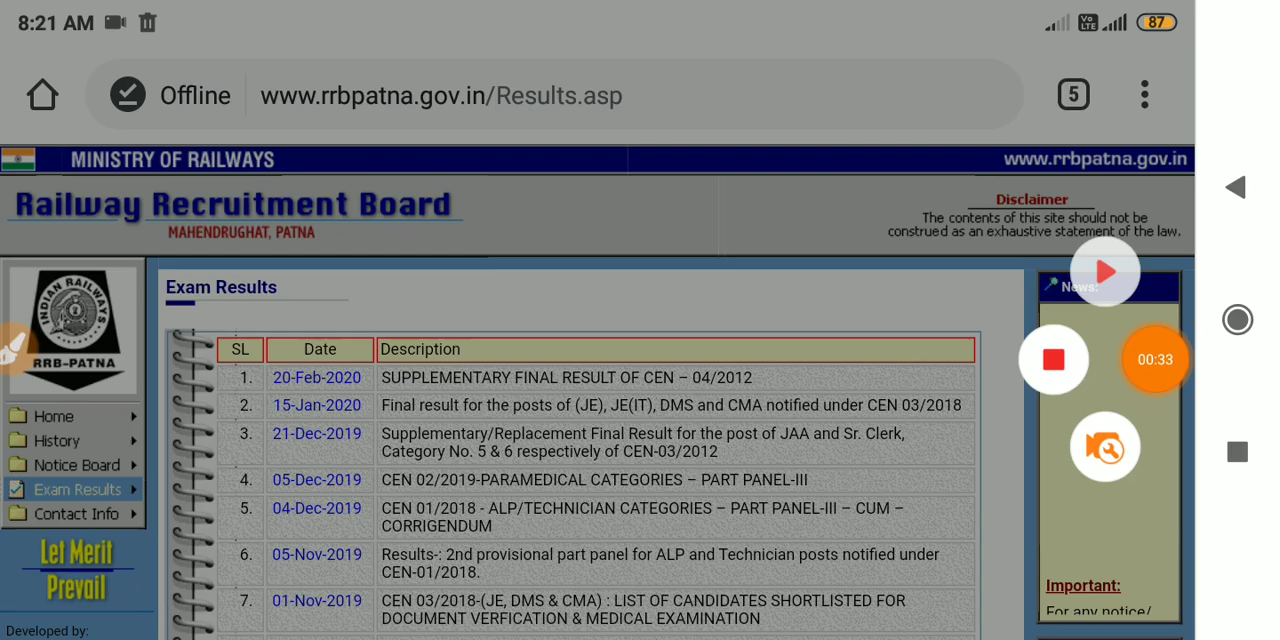 8:21 AM
Vo LTE
87
Offline
www.rrbpatna.gov.in/Results.asp
5
MINISTRY OF RAILWAYS
www.rrbpatna.gov.in
Railway Recruitment Board
MAHENDRUGHAT, PATNA
Disclaimer
The contents of this site should not be
construed as an exhaustive statement of the law.
INDIAN RAILWAYS
RRB-PATNA
Home
History
Notice Board
Exam Results
Contact Info
Let Merit
Prevail
Developed by:
Exam Results
SL Date Description
1. 20-Feb-2020 SUPPLEMENTARY FINAL RESULT OF CEN – 04/2012
2. 15-Jan-2020 Final result for the posts of (JE), JE(IT), DMS and CMA notified under CEN 03/2018
3. 21-Dec-2019 Supplementary/Replacement Final Result for the post of JAA and Sr. Clerk,
Category No. 5 & 6 respectively of CEN-03/2012
4. 05-Dec-2019 CEN 02/2019-PARAMEDICAL CATEGORIES – PART PANEL-III
5. 04-Dec-2019 CEN 01/2018 - ALP/TECHNICIAN CATEGORIES – PART PANEL-III – CUM –
CORRIGENDUM
6. 05-Nov-2019 Results-: 2nd provisional part panel for ALP and Technician posts notified under
CEN-01/2018.
7. 01-Nov-2019 CEN 03/2018-(JE, DMS & CMA) : LIST OF CANDIDATES SHORTLISTED FOR
DOCUMENT VERFICATION & MEDICAL EXAMINATION
News:
00:33
Important:
For any notice/